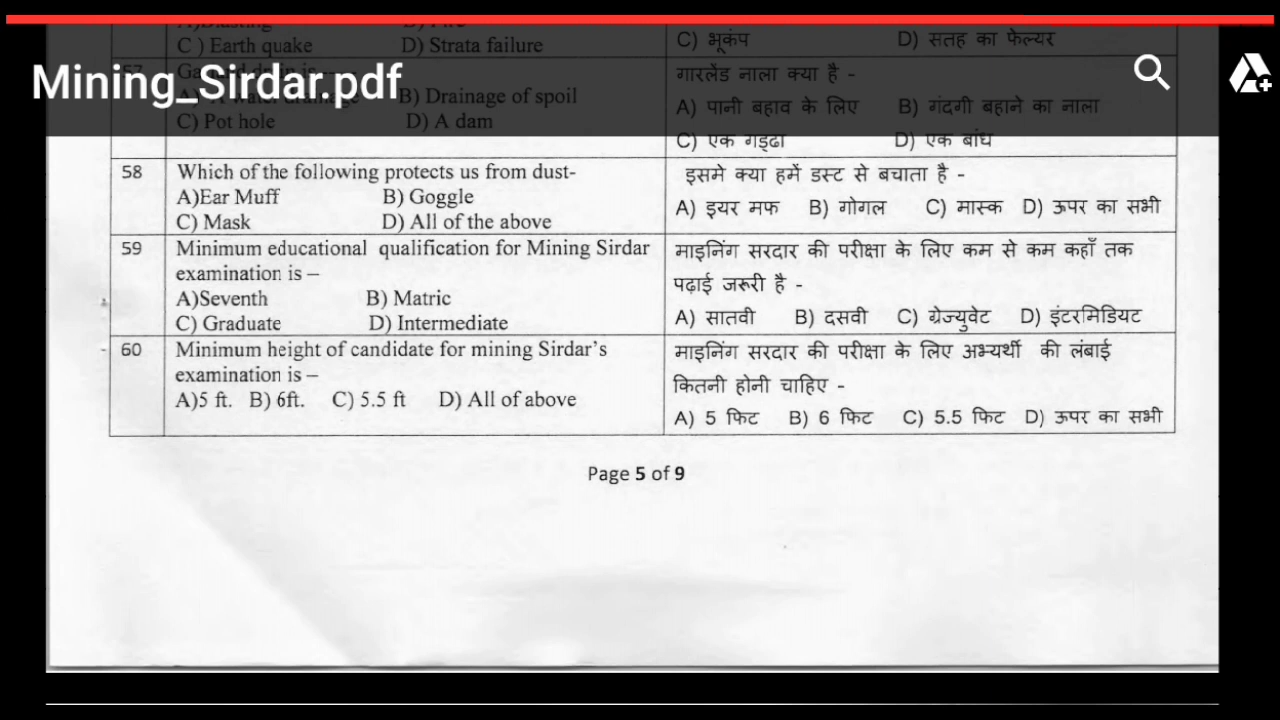 C ) Earth quake D) Strata failure
C) भूकंप D) सतह का फेल्यर
Mining_Sirdar.pdf
57
गारलेंड नाला क्या है -
B) Drainage of spoil
A) पानी बहाव के लिए B) गंदगी बहाने का नाला
C) Pot hole D) A dam
C) एक गड्ढा D) एक बांध
58 Which of the following protects us from dust-
A)Ear Muff B) Goggle
C) Mask D) All of the above
इसमे क्या हमें डस्ट से बचाता है -
A) इयर मफ B) गोगल C) मास्क D) ऊपर का सभी
59 Minimum educational qualification for Mining Sirdar
examination is –
A)Seventh B) Matric
C) Graduate D) Intermediate
माइनिंग सरदार की परीक्षा के लिए कम से कम कहाँ तक
पढ़ाई जरूरी है -
A) सातवी B) दसवी C) ग्रेज्युवेट D) इंटरमिडियट
60 Minimum height of candidate for mining Sirdar’s
examination is –
A)5 ft. B) 6ft. C) 5.5 ft D) All of above
माइनिंग सरदार की परीक्षा के लिए अभ्यर्थी की लंबाई
कितनी होनी चाहिए -
A) 5 फिट B) 6 फिट C) 5.5 फिट D) ऊपर का सभी
Page 5 of 9